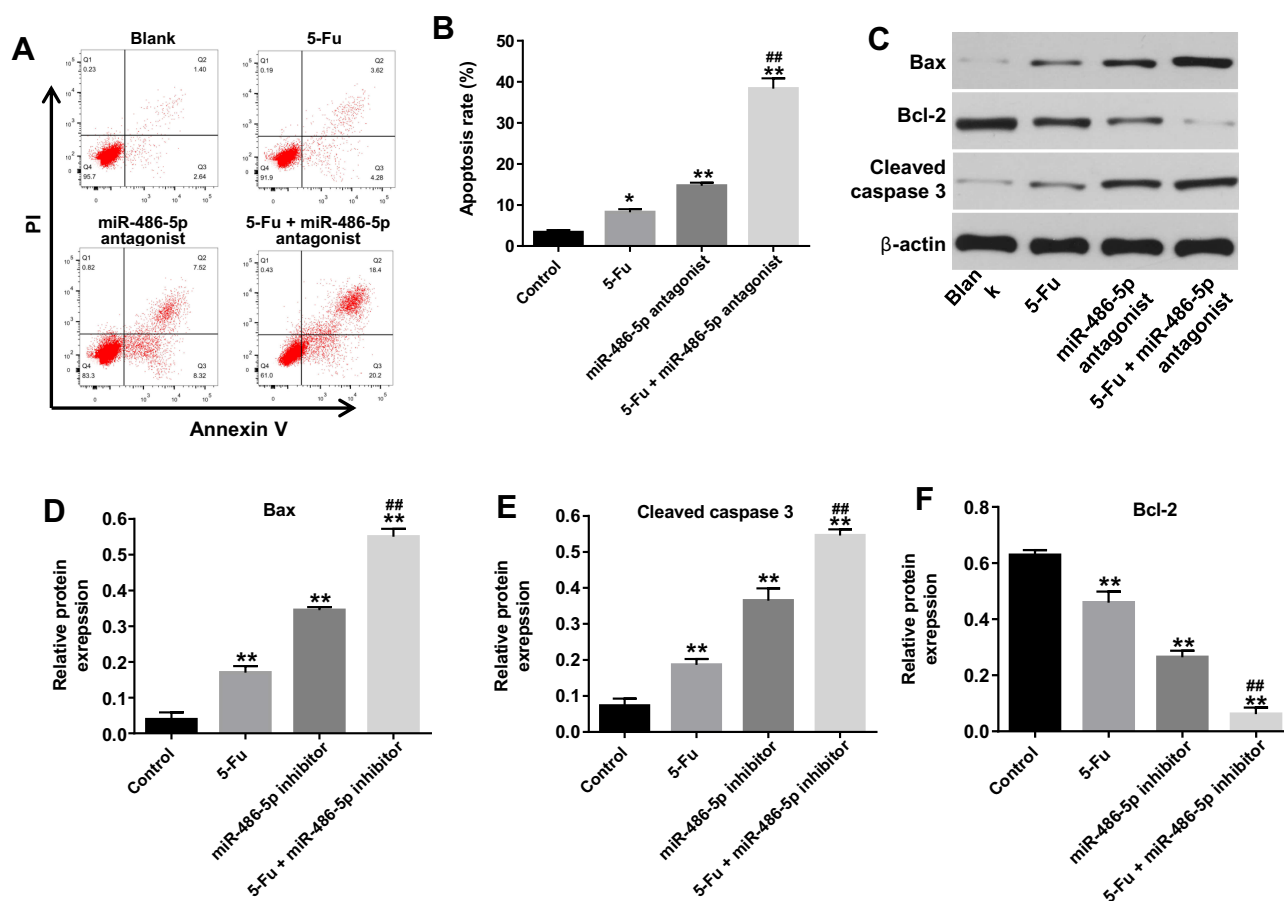 A
Blank
5-Fu
Q1
0.23
Q2
1.40
Q4
95.7
Q3
2.64
Q1
0.19
Q2
3.62
Q4
91.9
Q3
4.28
miR-486-5p
antagonist
5-Fu + miR-486-5p
antagonist
Q1
0.82
Q2
7.52
Q4
83.3
Q3
8.32
Q1
0.43
Q2
18.4
Q4
61.0
Q3
20.2
PI
Annexin V
B
Apoptosis rate (%)
50
40
30
20
10
0
*
**
##
**
Control
5-Fu
miR-486-5p antagonist
5-Fu + miR-486-5p antagonist
C
Bax
Bcl-2
Cleaved
caspase 3
β-actin
Blan
k
5-Fu
miR-486-5p
antagonist
5-Fu + miR-486-5p
antagonist
D
Bax
Relative protein
exrepssion
0.6
0.5
0.4
0.3
0.2
0.1
0.0
**
**
##
**
Control
5-Fu
miR-486-5p inhibitor
5-Fu + miR-486-5p inhibitor
E
Cleaved caspase 3
Relative protein
exrepssion
0.6
0.5
0.4
0.3
0.2
0.1
0.0
**
**
##
**
Control
5-Fu
miR-486-5p inhibitor
5-Fu + miR-486-5p inhibitor
F
Bcl-2
Relative protein
exrepssion
0.8
0.6
0.4
0.2
0.0
**
**
##
**
Control
5-Fu
miR-486-5p inhibitor
5-Fu + miR-486-5p inhibitor